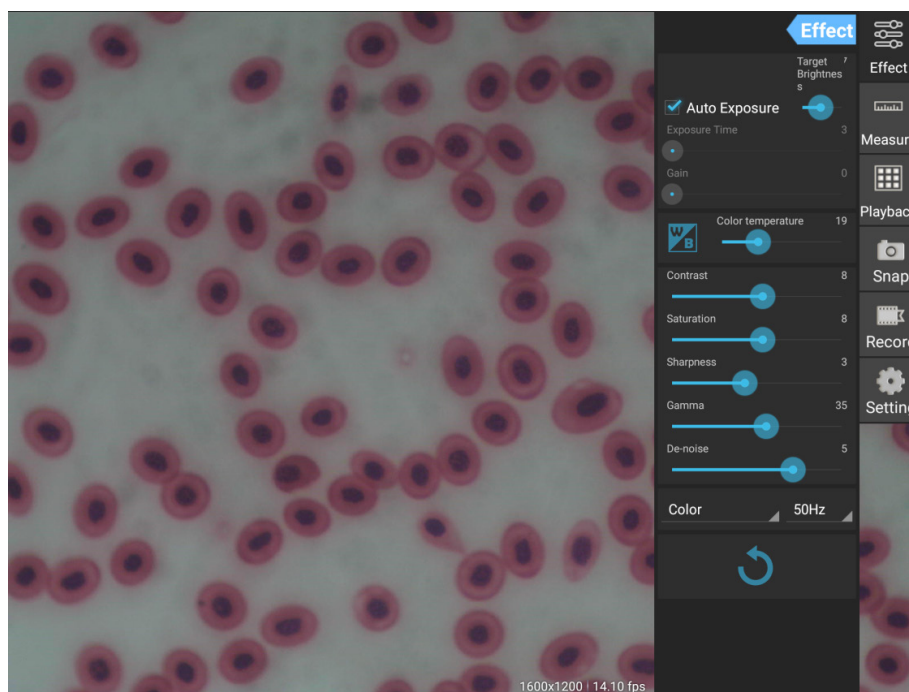 Effect
Target
Brightnes
s
7
Auto Exposure
Exposure Time 3
Gain 0
W
B
Color temperature 19
Contrast 8
Saturation 8
Sharpness 3
Gamma 35
De-noise 5
Color 50Hz
1600x1200 | 14.10 fps
Effect
Measur
Playbac
Snap
Recor
Setting